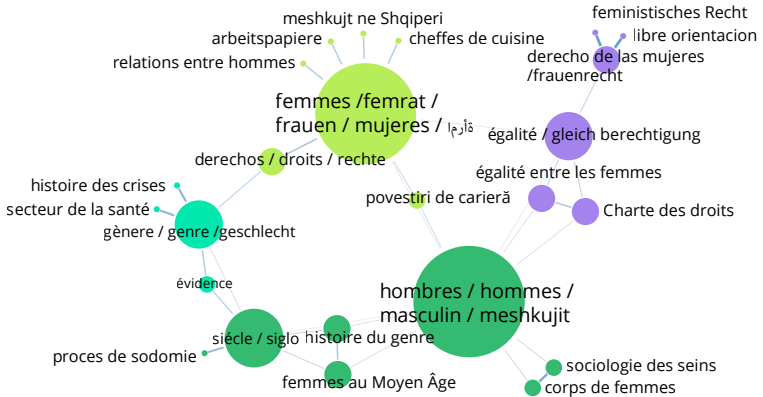 meshkujt ne Shqiperi
arbeitspapiere
cheffes de cuisine
relations entre hommes
feministisches Recht
libre orientacion
derecho de las mujeres
/frauenrecht
femmes /femrat /
frauen / mujeres / امرأة
égalité / gleich berechtigung
derechos / droits / rechte
égalité entre les femmes
histoire des crises
secteur de la santé
povestiri de carieră
Charte des droits
gènere / genre /geschlecht
évidence
hombres / hommes /
masculin / meshkujit
siécle / siglo
histoire du genre
proces de sodomie
femmes au Moyen Âge
sociologie des seins
corps de femmes